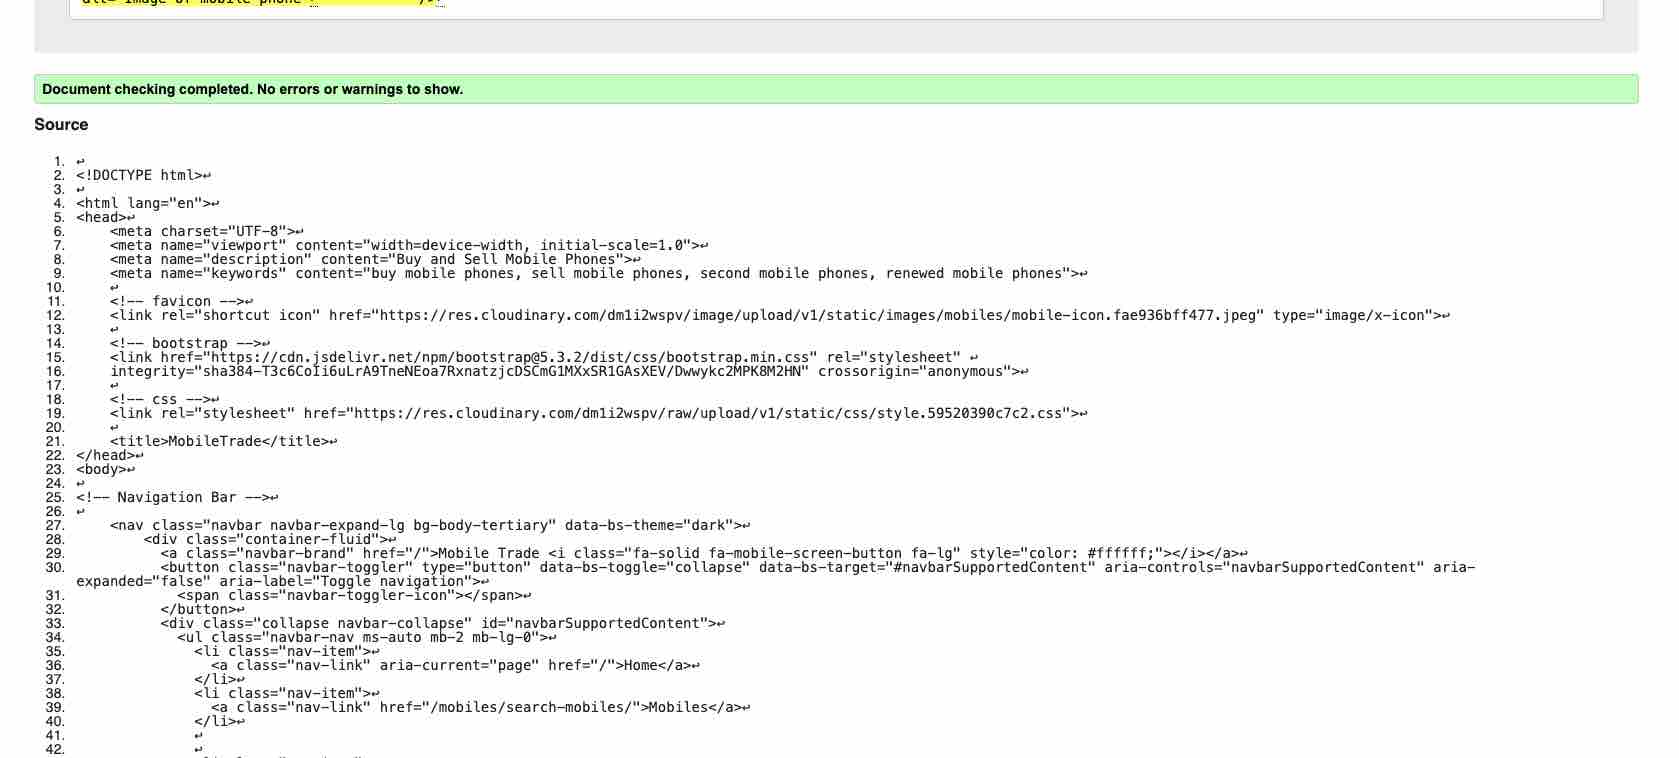 Document checking completed. No errors or warnings to show.
Source
1. ↩
2. <!DOCTYPE html>↩
3. ↩
4. <html lang="en">↩
5. <head>↩
6. <meta charset="UTF-8">↩
7. <meta name="viewport" content="width=device-width, initial-scale=1.0">↩
8. <meta name="description" content="Buy and Sell Mobile Phones">↩
9. <meta name="keywords" content="buy mobile phones, sell mobile phones, second mobile phones, renewed mobile phones">↩
10. ↩
11. <!-- favicon -->↩
12. <link rel="shortcut icon" href="https://res.cloudinary.com/dm1i2wspv/image/upload/v1/static/images/mobiles/mobile-icon.fae936bff477.jpeg" type="image/x-icon">↩
13. ↩
14. <!-- bootstrap -->↩
15. <link href="https://cdn.jsdelivr.net/npm/bootstrap@5.3.2/dist/css/bootstrap.min.css" rel="stylesheet" ↩
16. integrity="sha384-T3c6CoIi6uLrA9TneNEoa7RxnatzjcDSCmG1MXxSR1GAsXEV/Dwwykc2MPK8M2HN" crossorigin="anonymous">↩
17. ↩
18. <!-- css -->↩
19. <link rel="stylesheet" href="https://res.cloudinary.com/dm1i2wspv/raw/upload/v1/static/css/style.59520390c7c2.css">↩
20. ↩
21. <title>MobileTrade</title>↩
22. </head>↩
23. <body>↩
24. ↩
25. <!-- Navigation Bar -->↩
26. ↩
27. <nav class="navbar navbar-expand-lg bg-body-tertiary" data-bs-theme="dark">↩
28. <div class="container-fluid">↩
29. <a class="navbar-brand" href="/">Mobile Trade <i class="fa-solid fa-mobile-screen-button fa-lg" style="color: #ffffff;"></i></a>↩
30. <button class="navbar-toggler" type="button" data-bs-toggle="collapse" data-bs-target="#navbarSupportedContent" aria-controls="navbarSupportedContent" aria-
expanded="false" aria-label="Toggle navigation">↩
31. <span class="navbar-toggler-icon"></span>↩
32. </button>↩
33. <div class="collapse navbar-collapse" id="navbarSupportedContent">↩
34. <ul class="navbar-nav ms-auto mb-2 mb-lg-0">↩
35. <li class="nav-item">↩
36. <a class="nav-link" aria-current="page" href="/">Home</a>↩
37. </li>↩
38. <li class="nav-item">↩
39. <a class="nav-link" href="/mobiles/search-mobiles/">Mobiles</a>↩
40. </li>↩
41. ↩
42. ↩